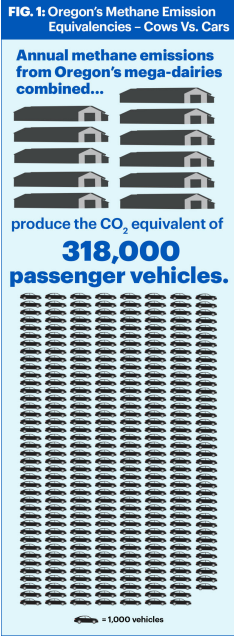 FIG. 1: Oregon's Methane Emission
Equivalencies – Cows Vs. Cars
Annual methane emissions
from Oregon's mega-dairies
combined...
produce the CO₂ equivalent of
318,000
passenger vehicles.
= 1,000 vehicles